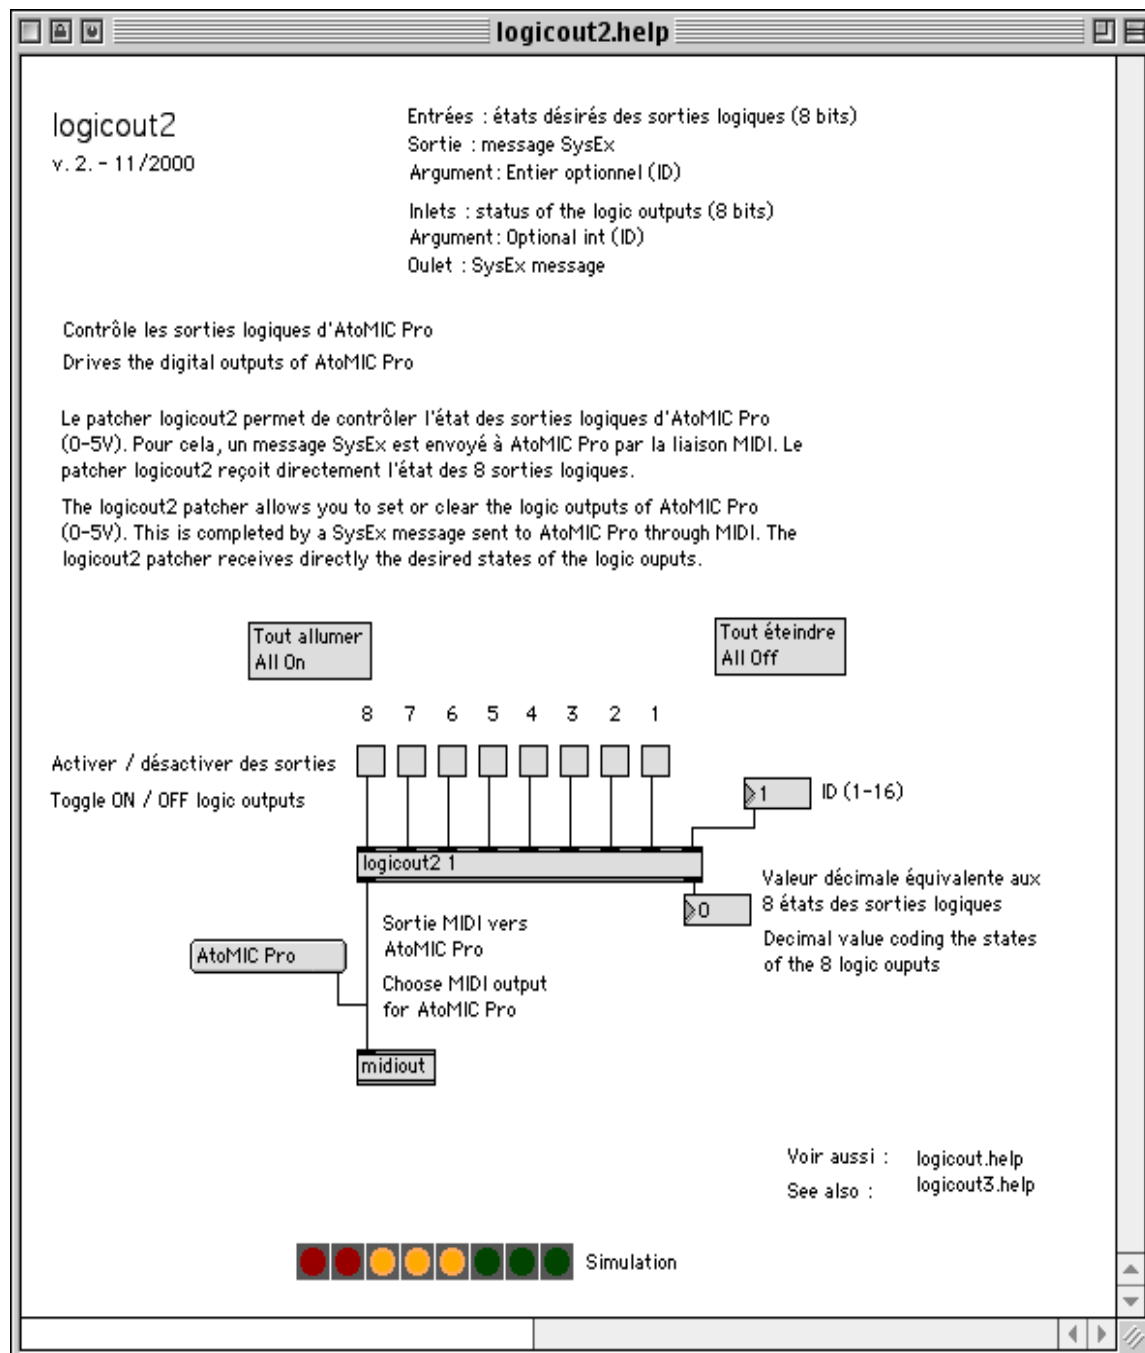 logicout2.help
logicout2
v. 2. - 11/2000
Entrées : états désirés des sorties logiques (8 bits)
Sortie : message SysEx
Argument : Entier optionnel (ID)
Inlets : status of the logic outputs (8 bits)
Argument : Optional int (ID)
Oulet : SysEx message
Contrôle les sorties logiques d'AtoMIC Pro
Drives the digital outputs of AtoMIC Pro
Le patcher logicout2 permet de contrôler l'état des sorties logiques d'AtoMIC Pro
(0-5V). Pour cela, un message SysEx est envoyé à AtoMIC Pro par la liaison MIDI. Le
patcher logicout2 reçoit directement l'état des 8 sorties logiques.
The logicout2 patcher allows you to set or clear the logic outputs of AtoMIC Pro
(0-5V). This is completed by a SysEx message sent to AtoMIC Pro through MIDI. The
logicout2 patcher receives directly the desired states of the logic ouputs.
Tout allumer
All On
Tout éteindre
All Off
8 7 6 5 4 3 2 1
Activer / désactiver des sorties
Toggle ON / OFF logic outputs
1 ID (1-16)
logicout2 1
0
Valeur décimale équivalente aux
8 états des sorties logiques
Decimal value coding the states
of the 8 logic ouputs
Sortie MIDI vers
AtoMIC Pro
Choose MIDI output
for AtoMIC Pro
AtoMIC Pro
midiout
Voir aussi : logicout.help
See also : logicout3.help
Simulation